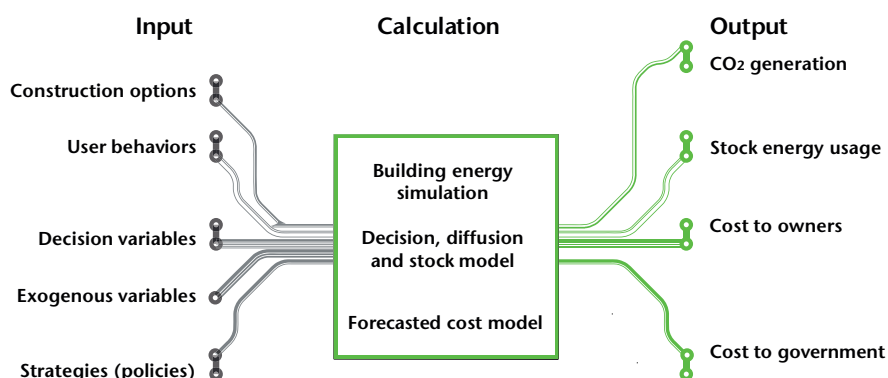 Input
Calculation
Output
Construction options
User behaviors
Decision variables
Exogenous variables
Strategies (policies)
Building energy
simulation
Decision, diffusion
and stock model
Forecasted cost model
CO2 generation
Stock energy usage
Cost to owners
Cost to government